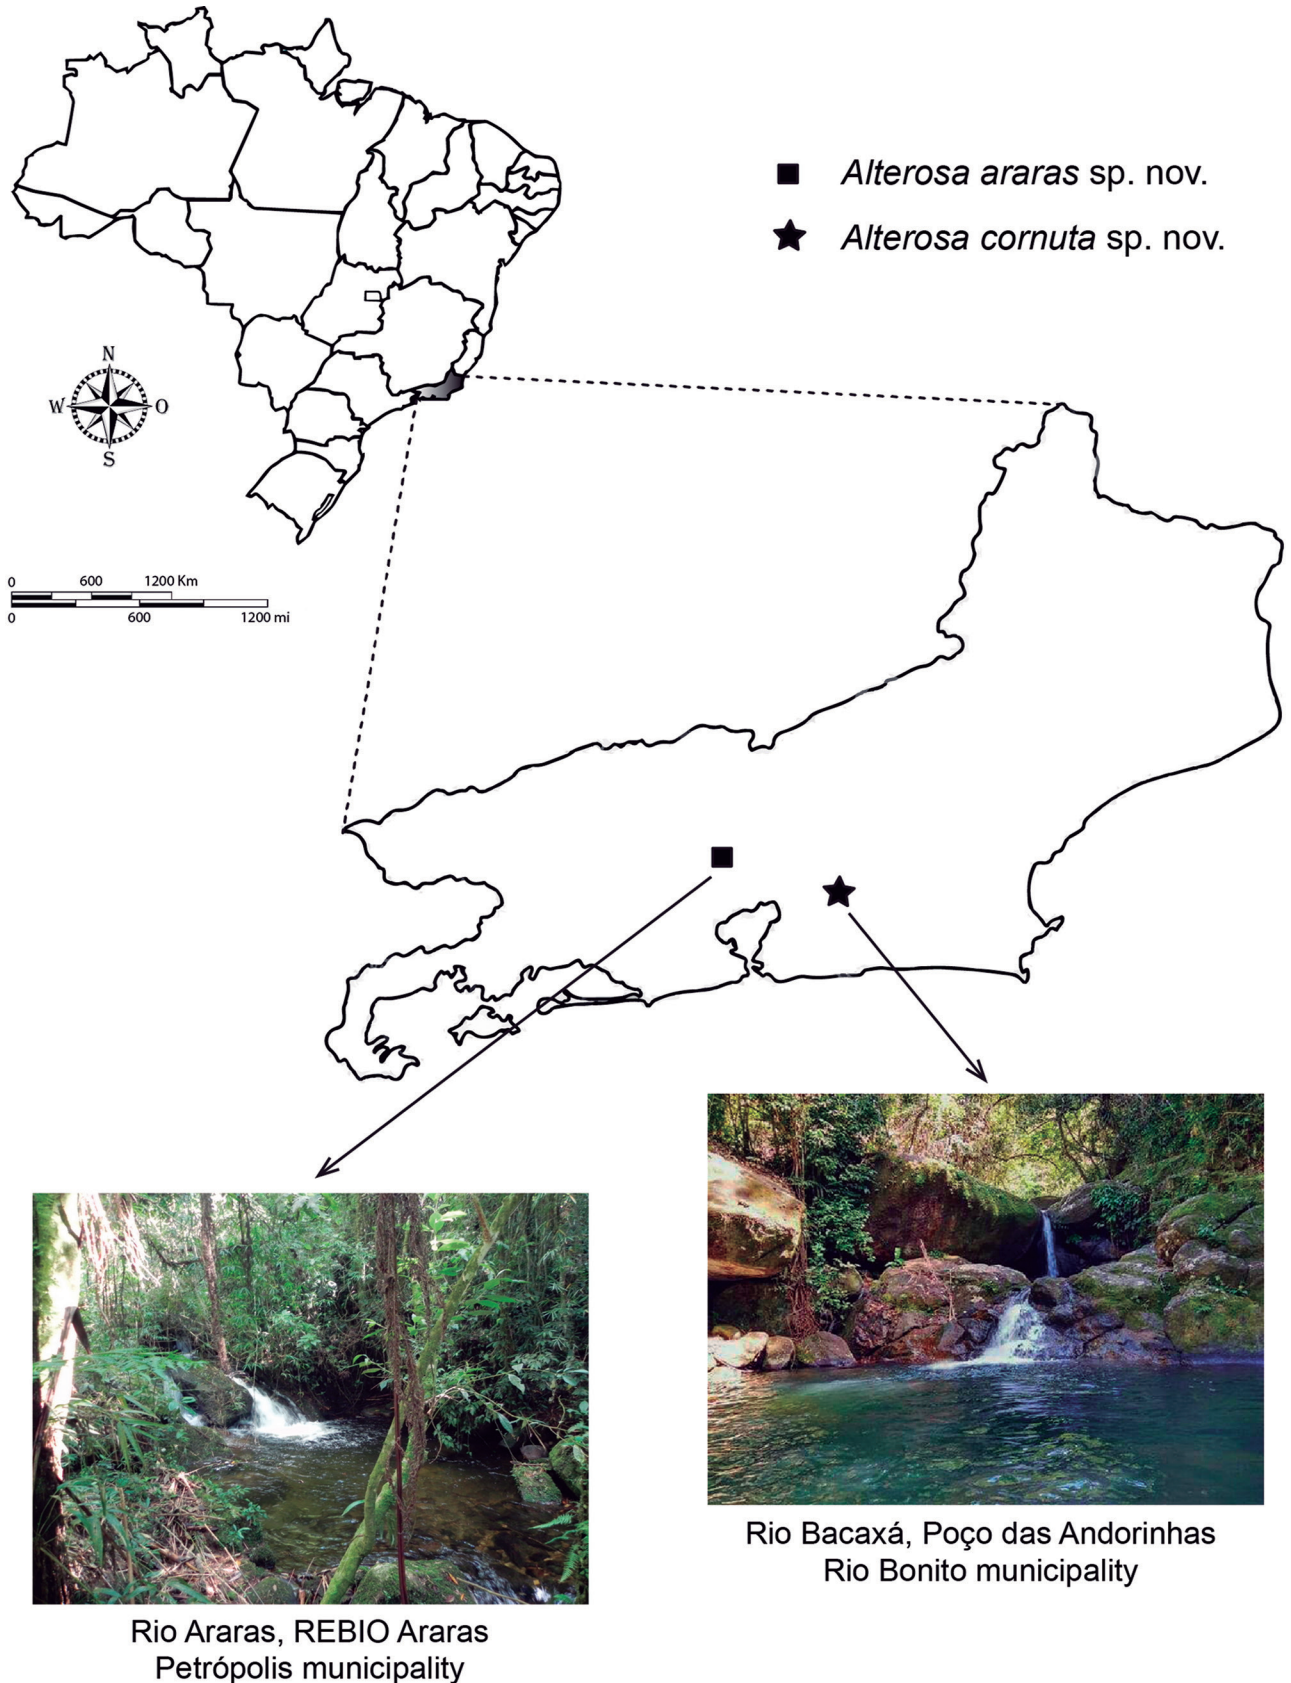 Alterosa araras sp. nov.
Alterosa cornuta sp. nov.
N
W
O
S
0 600 1200 Km
0 600 1200 mi
Rio Bacaxá, Poço das Andorinhas
Rio Bonito municipality
Rio Araras, REBIO Araras
Petrópolis municipality